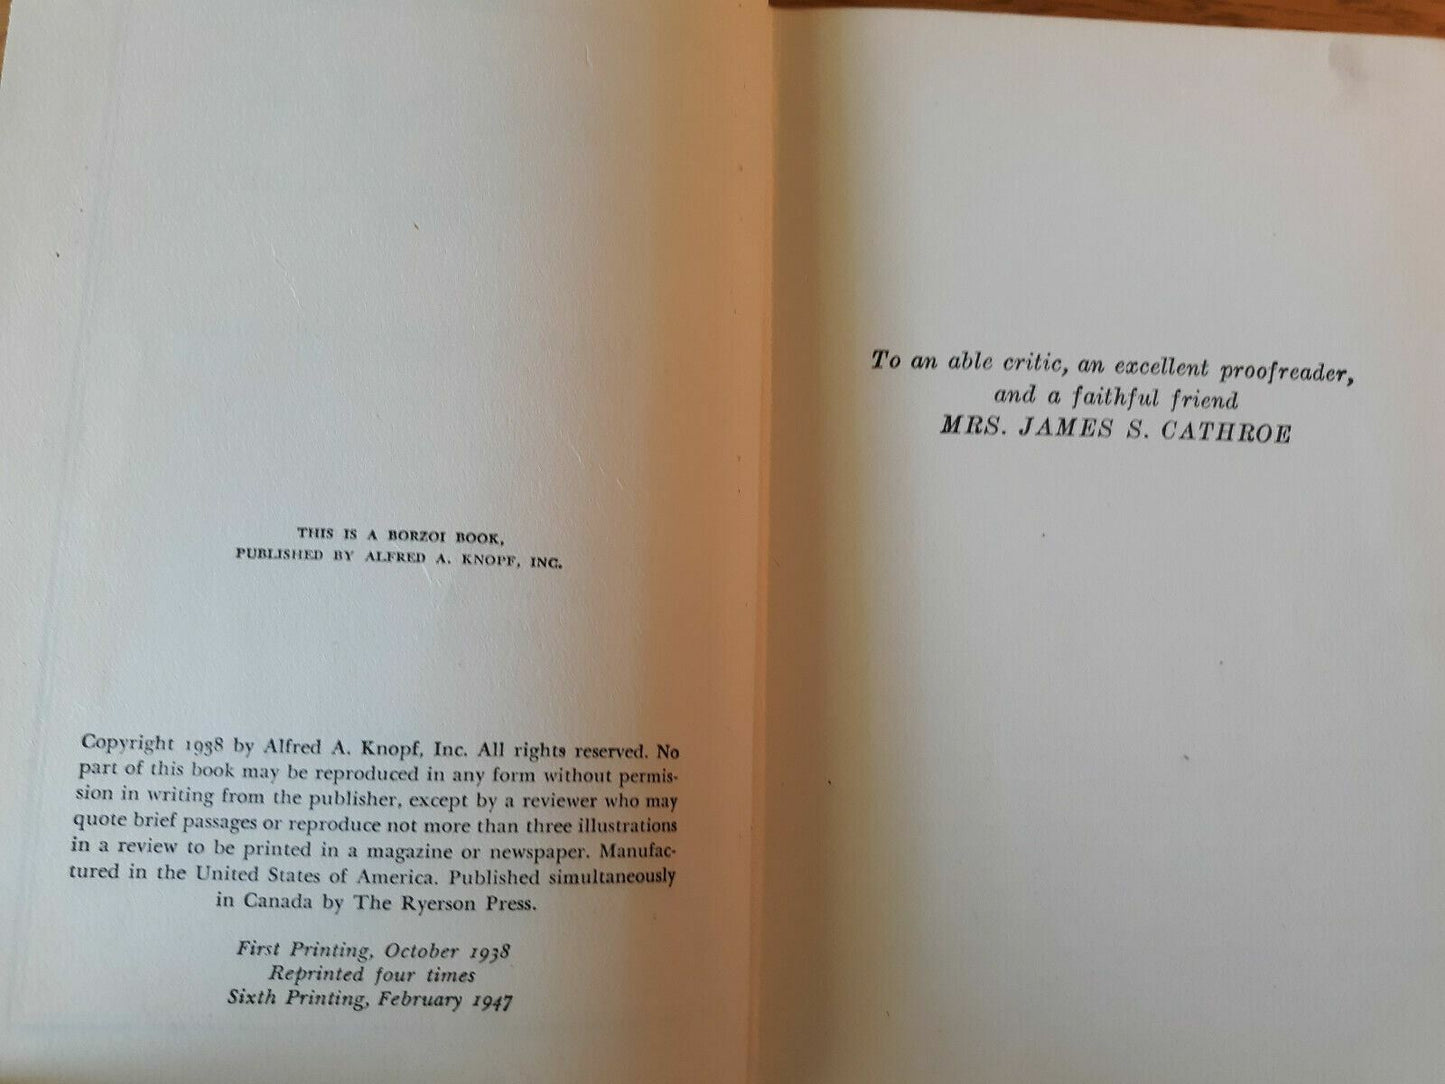 THIS IS A BORZOI BOOK,
PUBLISHED BY ALFRED A. KNOPF, INC.
Copyright 1938 by Alfred A. Knopf, Inc. All rights reserved. No
part of this book may be reproduced in any form without permis-
sion in writing from the publisher, except by a reviewer who may
quote brief passages or reproduce not more than three illustrations
in a review to be printed in a magazine or newspaper. Manufac-
tured in the United States of America. Published simultaneously
in Canada by The Ryerson Press.
First Printing, October 1938
Reprinted four times
Sixth Printing, February 1947
To an able critic, an excellent proofreader,
and a faithful friend
MRS. JAMES S. CATHROE